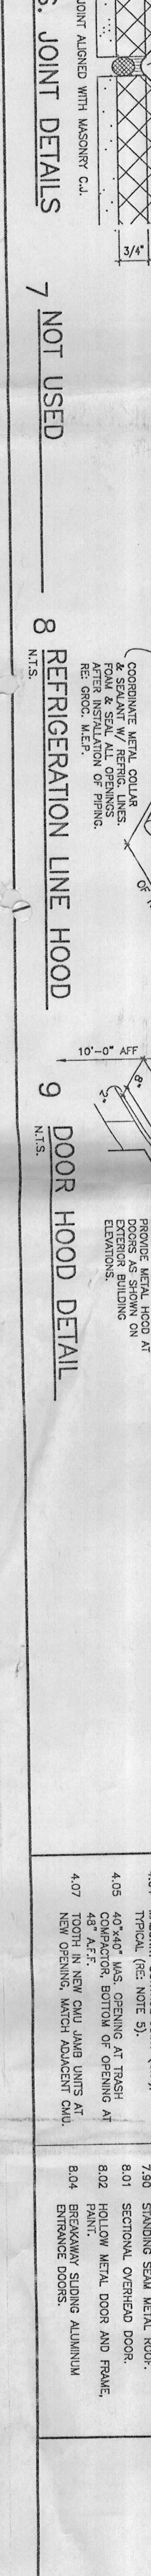 JOINT ALIGNED WITH MASONRY C.J.
3/4"
S. JOINT DETAILS
7 NOT USED
COORDINATE METAL COLLAR
& SEALANT W/ REFRIG. LINES.
FOAM & SEAL ALL OPENINGS
AFTER INSTALLATION OF PIPING.
RE: GROC. M.E.P.
OF
8 REFRIGERATION LINE HOOD
N.T.S.
10'-0" AFF
8"
2"
PROVIDE METAL HOOD AT
DOORS AS SHOWN ON
EXTERIOR BUILDING
ELEVATIONS.
9 DOOR HOOD DETAIL
N.T.S.
TYPICAL (RE: NOTE 5).
4.05 40"x40" MAS. OPENING AT TRASH
COMPACTOR, BOTTOM OF OPENING AT
48" A.F.F.
4.07 TOOTH IN NEW CMU JAMB UNITS AT
NEW OPENING, MATCH ADJACENT CMU.
7.90 STANDING SEAM METAL ROOF.
8.01 SECTIONAL OVERHEAD DOOR.
8.02 HOLLOW METAL DOOR AND FRAME,
PAINT.
8.04 BREAKAWAY SLIDING ALUMINUM
ENTRANCE DOORS.